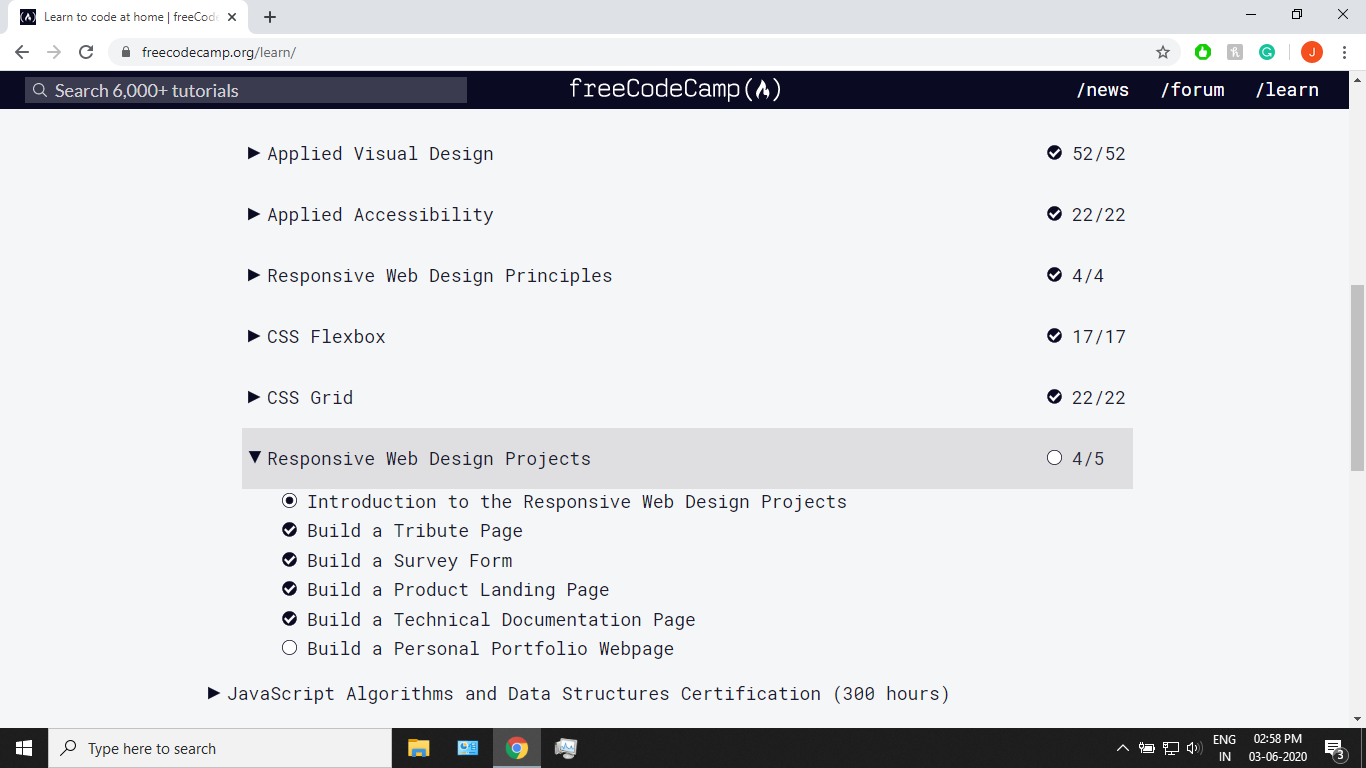 Learn to code at home | freeCod
freecodecamp.org/learn/
J
Search 6,000+ tutorials
freeCodeCamp(🔥)
/news /forum /learn
Applied Visual Design 52/52
Applied Accessibility 22/22
Responsive Web Design Principles 4/4
CSS Flexbox 17/17
CSS Grid 22/22
Responsive Web Design Projects 4/5
Introduction to the Responsive Web Design Projects
Build a Tribute Page
Build a Survey Form
Build a Product Landing Page
Build a Technical Documentation Page
Build a Personal Portfolio Webpage
JavaScript Algorithms and Data Structures Certification (300 hours)
Type here to search
ENG 02:58 PM
IN 03-06-2020
3